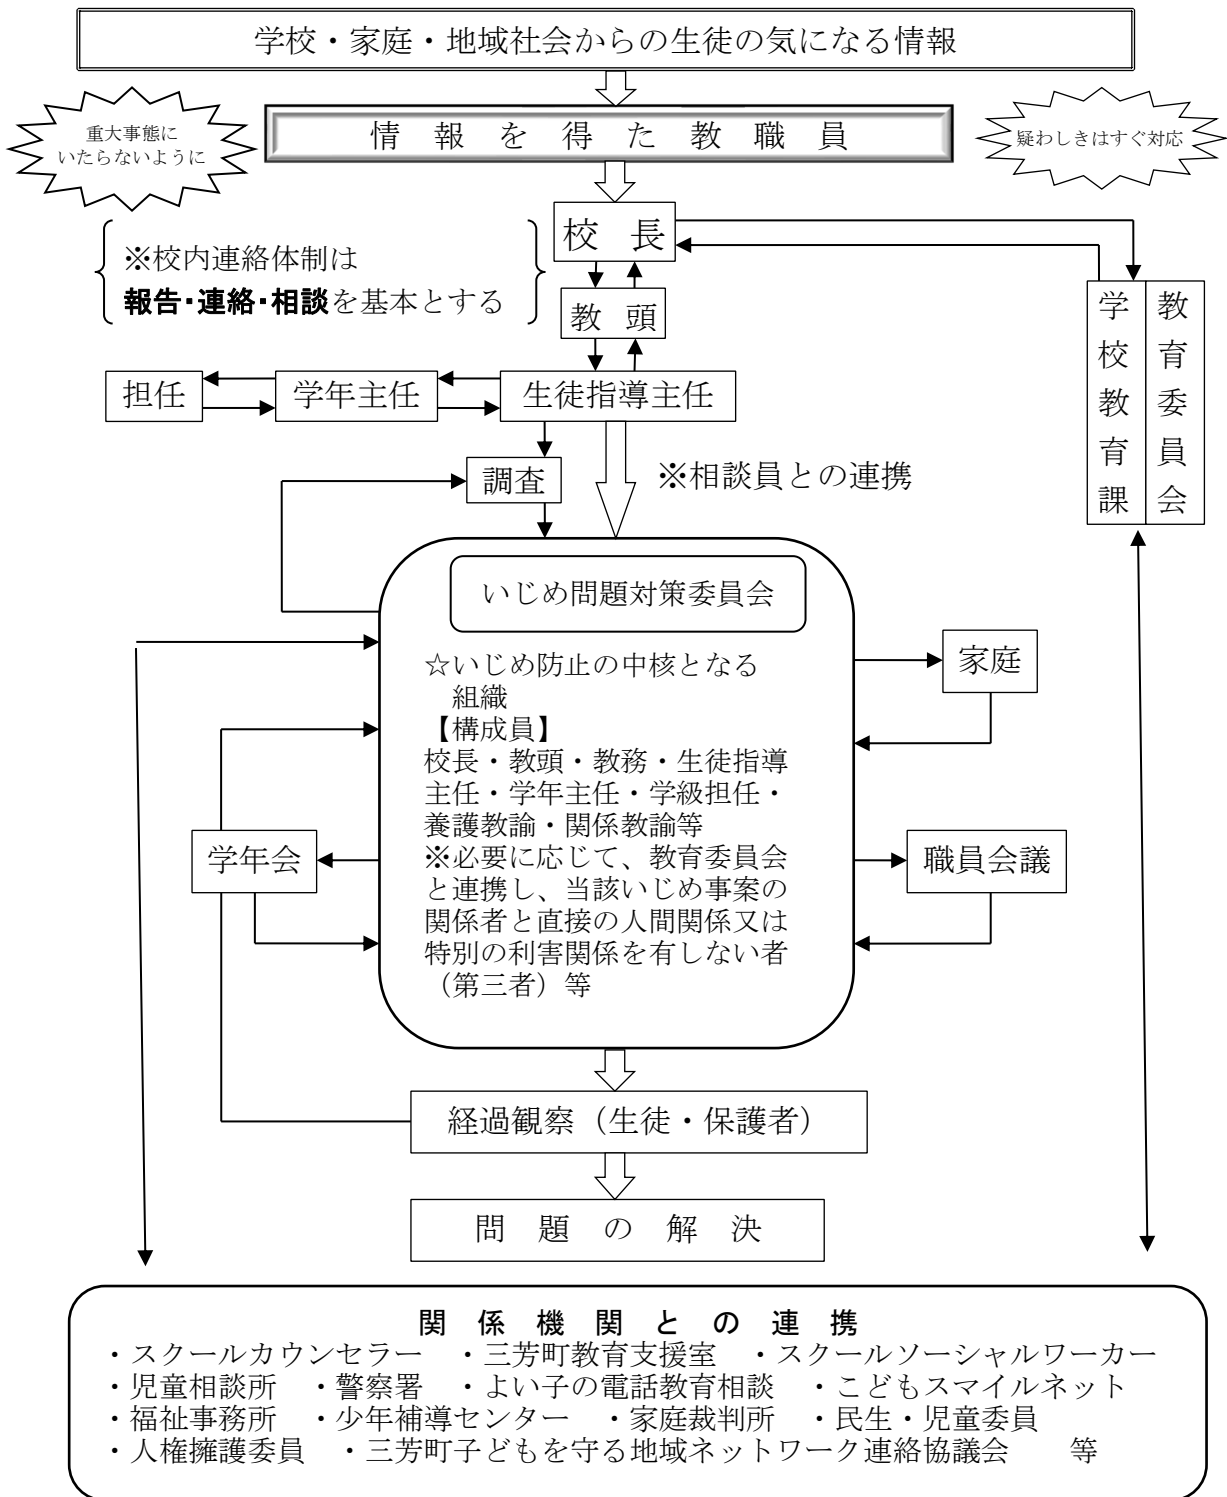 学校・家庭・地域社会からの生徒の気になる情報
重大事態に
いたらないように
情報を得た教職員
疑わしきはすぐ対応
校長
※校内連絡体制は
報告・連絡・相談を基本とする
教頭
学校教育課
教育委員会
担任
学年主任
生徒指導主任
調査
※相談員との連携
いじめ問題対策委員会
☆いじめ防止の中核となる
組織
【構成員】
校長・教頭・教務・生徒指導
主任・学年主任・学級担任・
養護教諭・関係教諭等
※必要に応じて、教育委員会
と連携し、当該いじめ事案の
関係者と直接の人間関係又は
特別の利害関係を有しない者
（第三者）等
家庭
学年会
職員会議
経過観察（生徒・保護者）
問題の解決
関係機関との連携
・スクールカウンセラー　・三芳町教育支援室　・スクールソーシャルワーカー
・児童相談所　・警察署　・よい子の電話教育相談　・こどもスマイルネット
・福祉事務所　・少年補導センター　・家庭裁判所　・民生・児童委員
・人権擁護委員　・三芳町子どもを守る地域ネットワーク連絡協議会　等